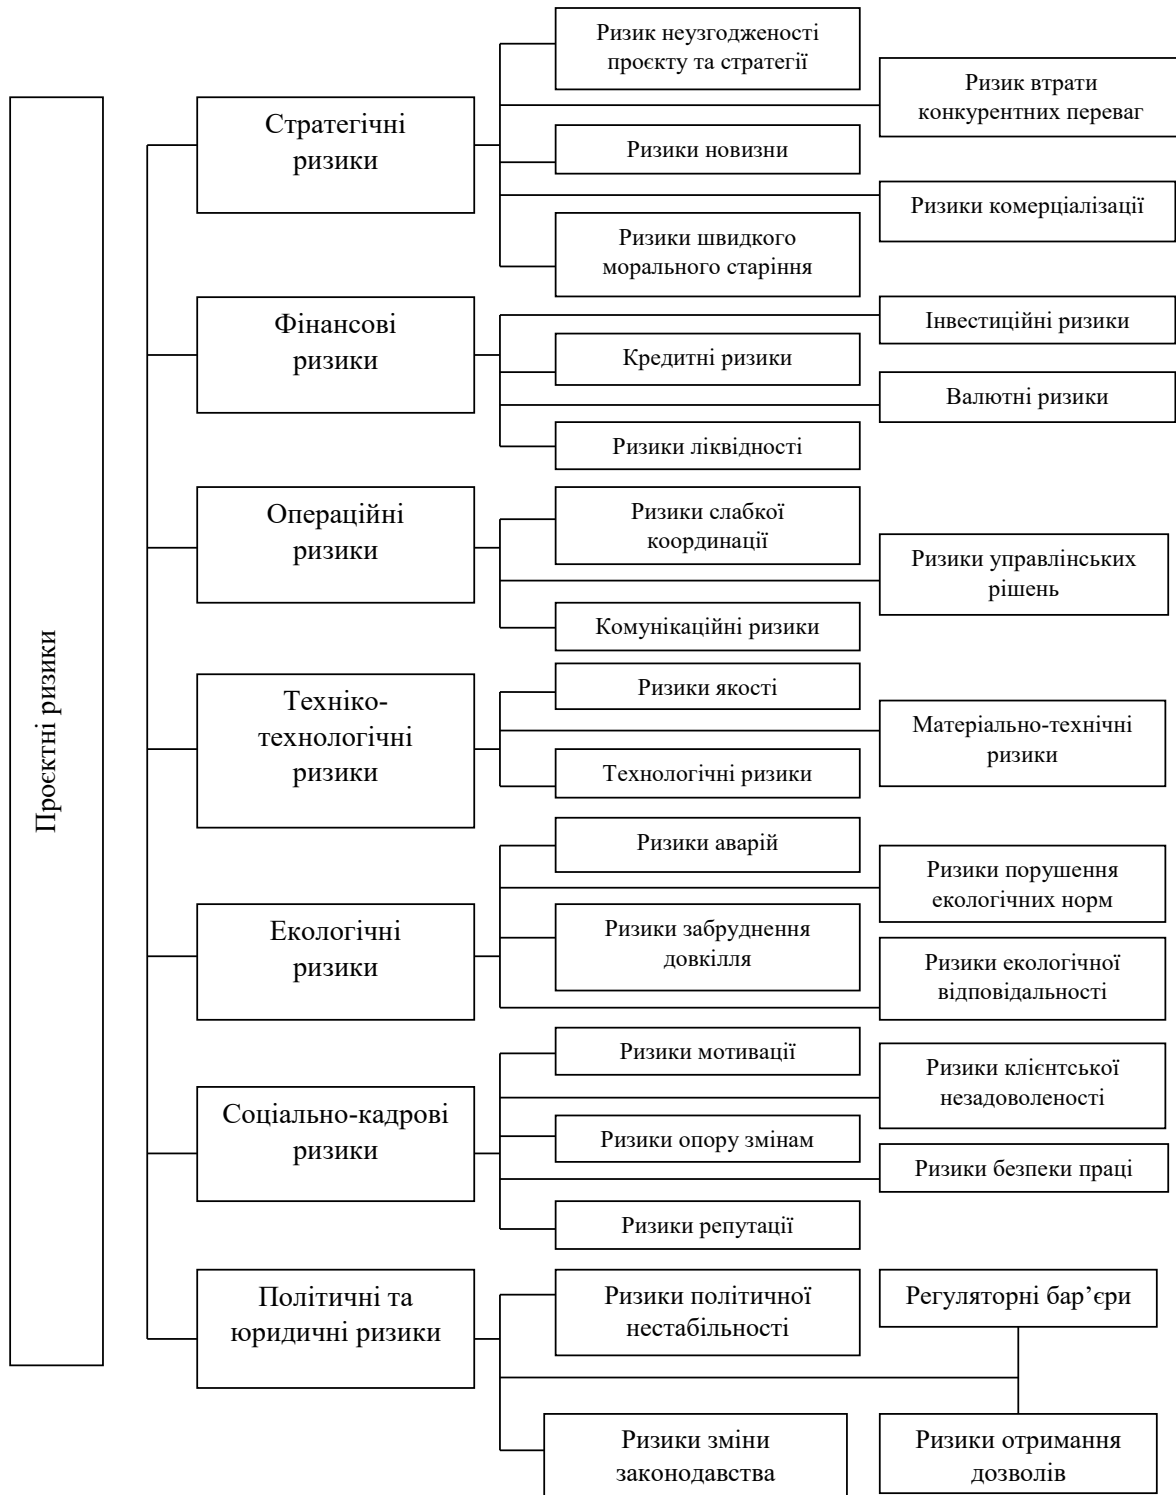 Проєктні ризики
Стратегічні
ризики
Ризик неузгодженості
проєкту та стратегії
Ризик втрати
конкурентних переваг
Ризики новизни
Ризики комерціалізації
Ризики швидкого
морального старіння
Фінансові
ризики
Інвестиційні ризики
Кредитні ризики
Валютні ризики
Ризики ліквідності
Операційні
ризики
Ризики слабкої
координації
Ризики управлінських
рішень
Комунікаційні ризики
Техніко-
технологічні
ризики
Ризики якості
Матеріально-технічні
ризики
Технологічні ризики
Екологічні
ризики
Ризики аварій
Ризики порушення
екологічних норм
Ризики забруднення
довкілля
Ризики екологічної
відповідальності
Соціально-кадрові
ризики
Ризики мотивації
Ризики клієнтської
незадоволеності
Ризики опору змінам
Ризики безпеки праці
Ризики репутації
Політичні та
юридичні ризики
Ризики політичної
нестабільності
Регуляторні бар’єри
Ризики зміни
законодавства
Ризики отримання
дозволів